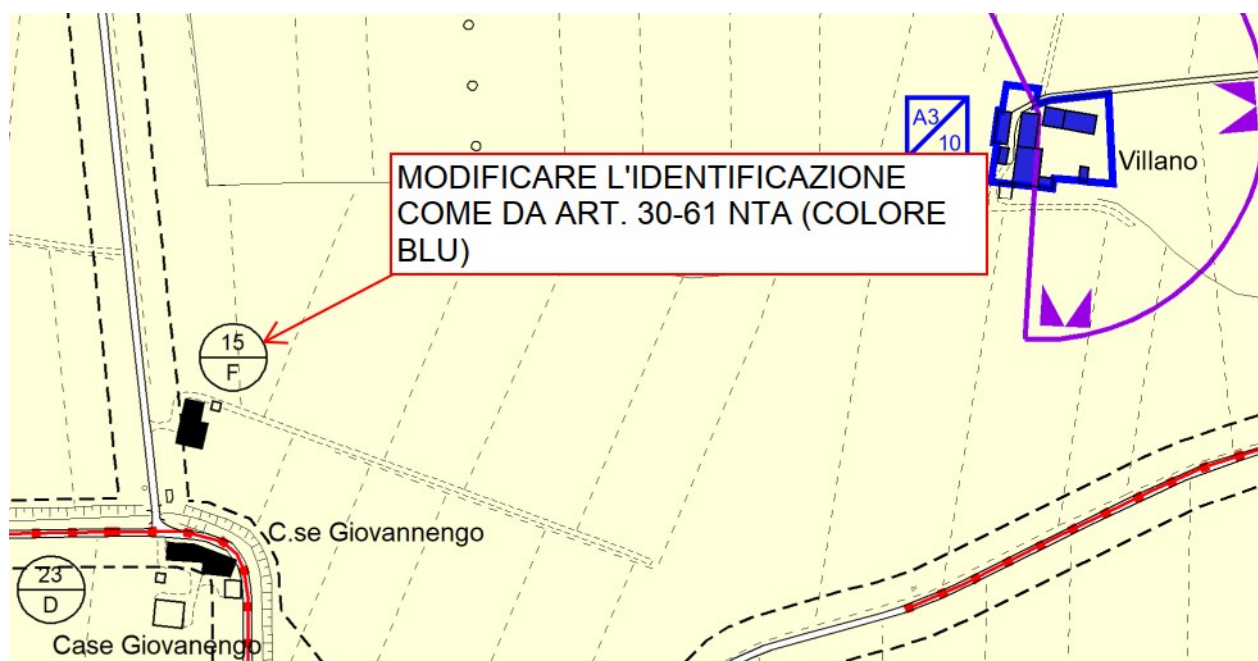 A3
10
Villano
MODIFICARE L'IDENTIFICAZIONE
COME DA ART. 30-61 NTA (COLORE
BLU)
15
F
C.se Giovannengo
23
D
Case Giovanengo